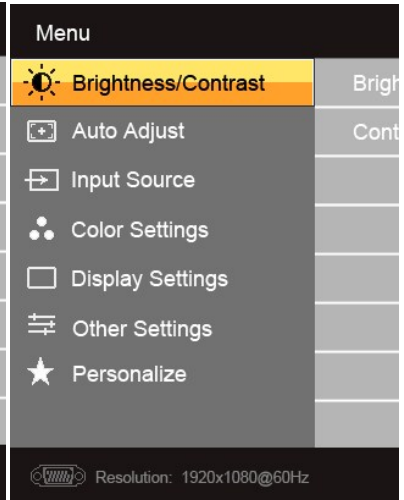 Menu
Brightness/Contrast
Auto Adjust
Input Source
Color Settings
Display Settings
Other Settings
Personalize
Resolution: 1920x1080@60Hz